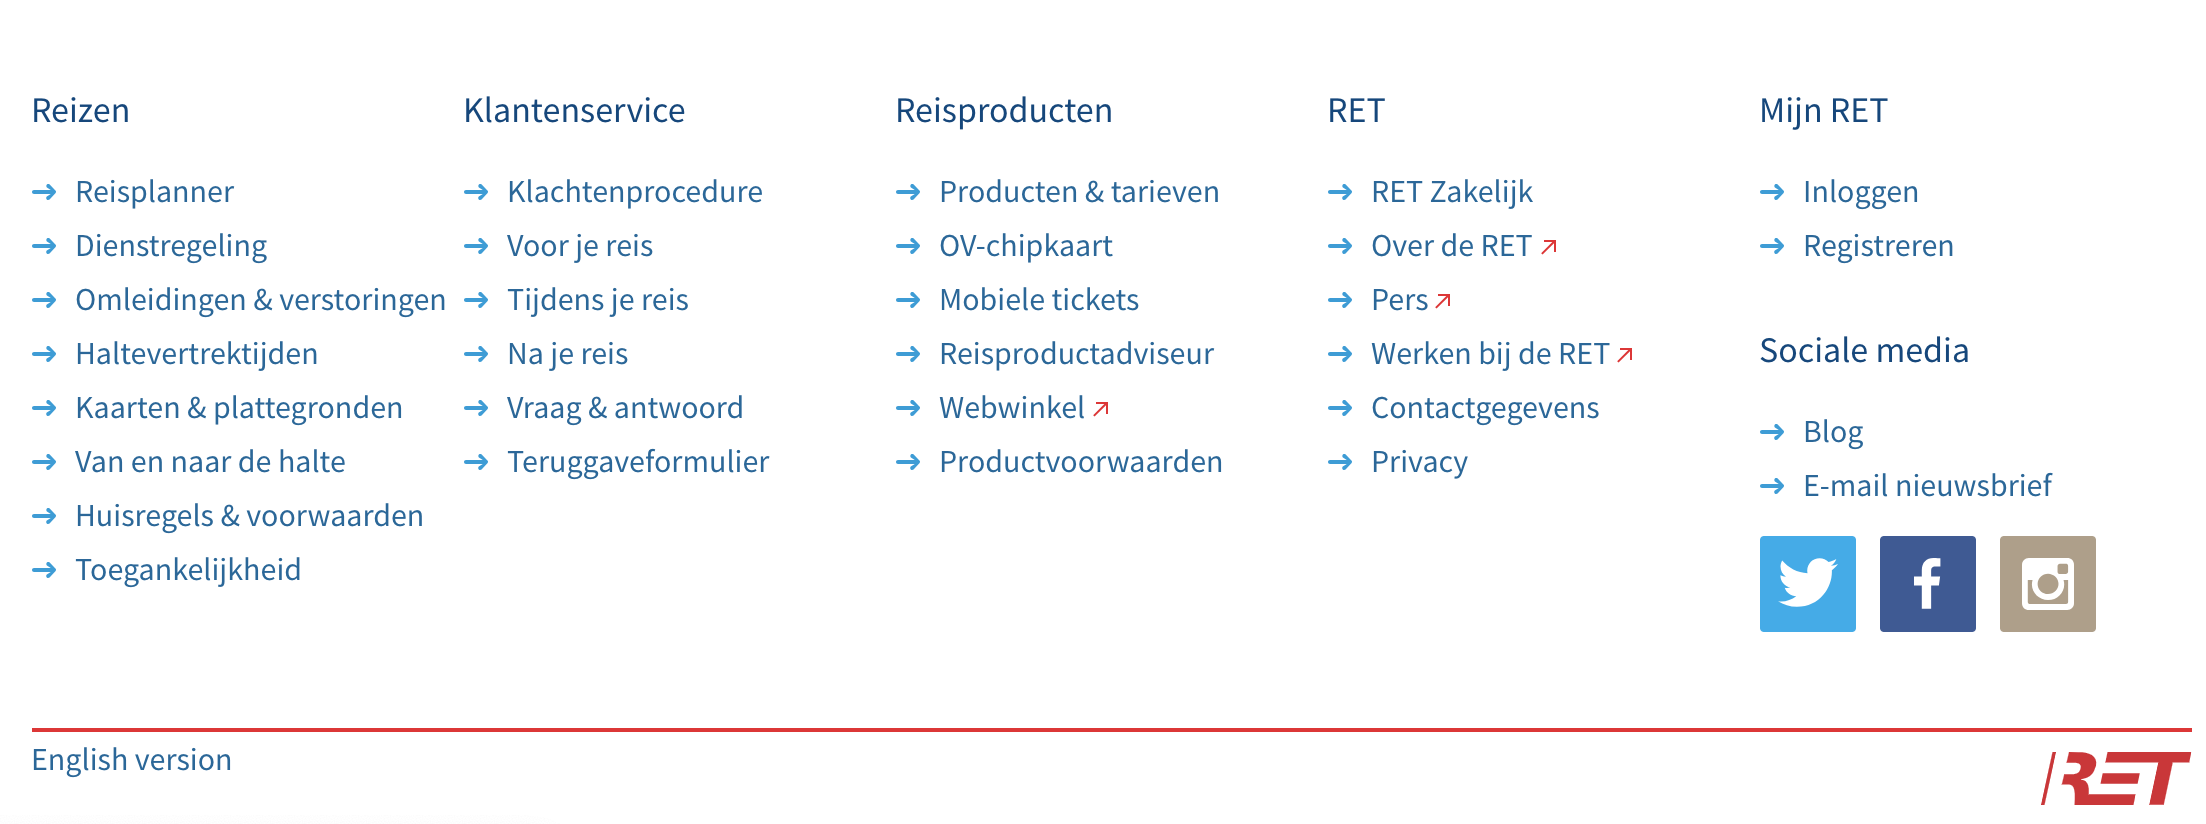 Reizen
Reisplanner
Dienstregeling
Omleidingen & verstoringen
Haltevertrektijden
Kaarten & plattegronden
Van en naar de halte
Huisregels & voorwaarden
Toegankelijkheid
Klantenservice
Klachtenprocedure
Voor je reis
Tijdens je reis
Na je reis
Vraag & antwoord
Teruggaveformulier
Reisproducten
Producten & tarieven
OV-chipkaart
Mobiele tickets
Reisproductadviseur
Webwinkel
Productvoorwaarden
RET
RET Zakelijk
Over de RET
Pers
Werken bij de RET
Contactgegevens
Privacy
Mijn RET
Inloggen
Registreren
Sociale media
Blog
E-mail nieuwsbrief
English version
RET